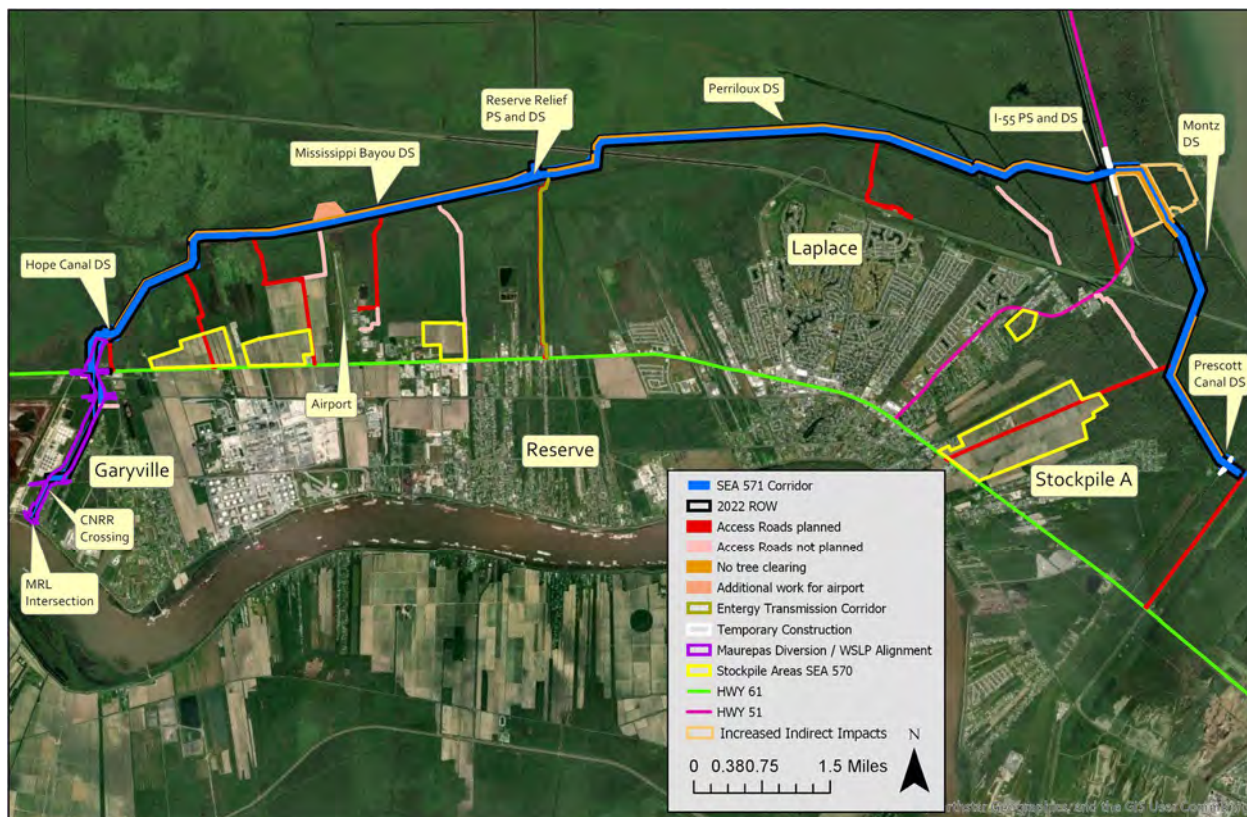 Perriloux DS
Reserve Relief
PS and DS
I-55 PS and DS
Montz
DS
Mississippi Bayou DS
Hope Canal DS
Laplace
Prescott
Canal DS
Airport
Reserve
Garyville
Stockpile A
CNRR
Crossing
MRL
Intersection
SEA 571 Corridor
2022 ROW
Access Roads planned
Access Roads not planned
No tree clearing
Additional work for airport
Entergy Transmission Corridor
Temporary Construction
Maurepas Diversion / WSLP Alignment
Stockpile Areas SEA 570
HWY 61
HWY 51
Increased Indirect Impacts
N
0 0.380.75 1.5 Miles
and the GIS User